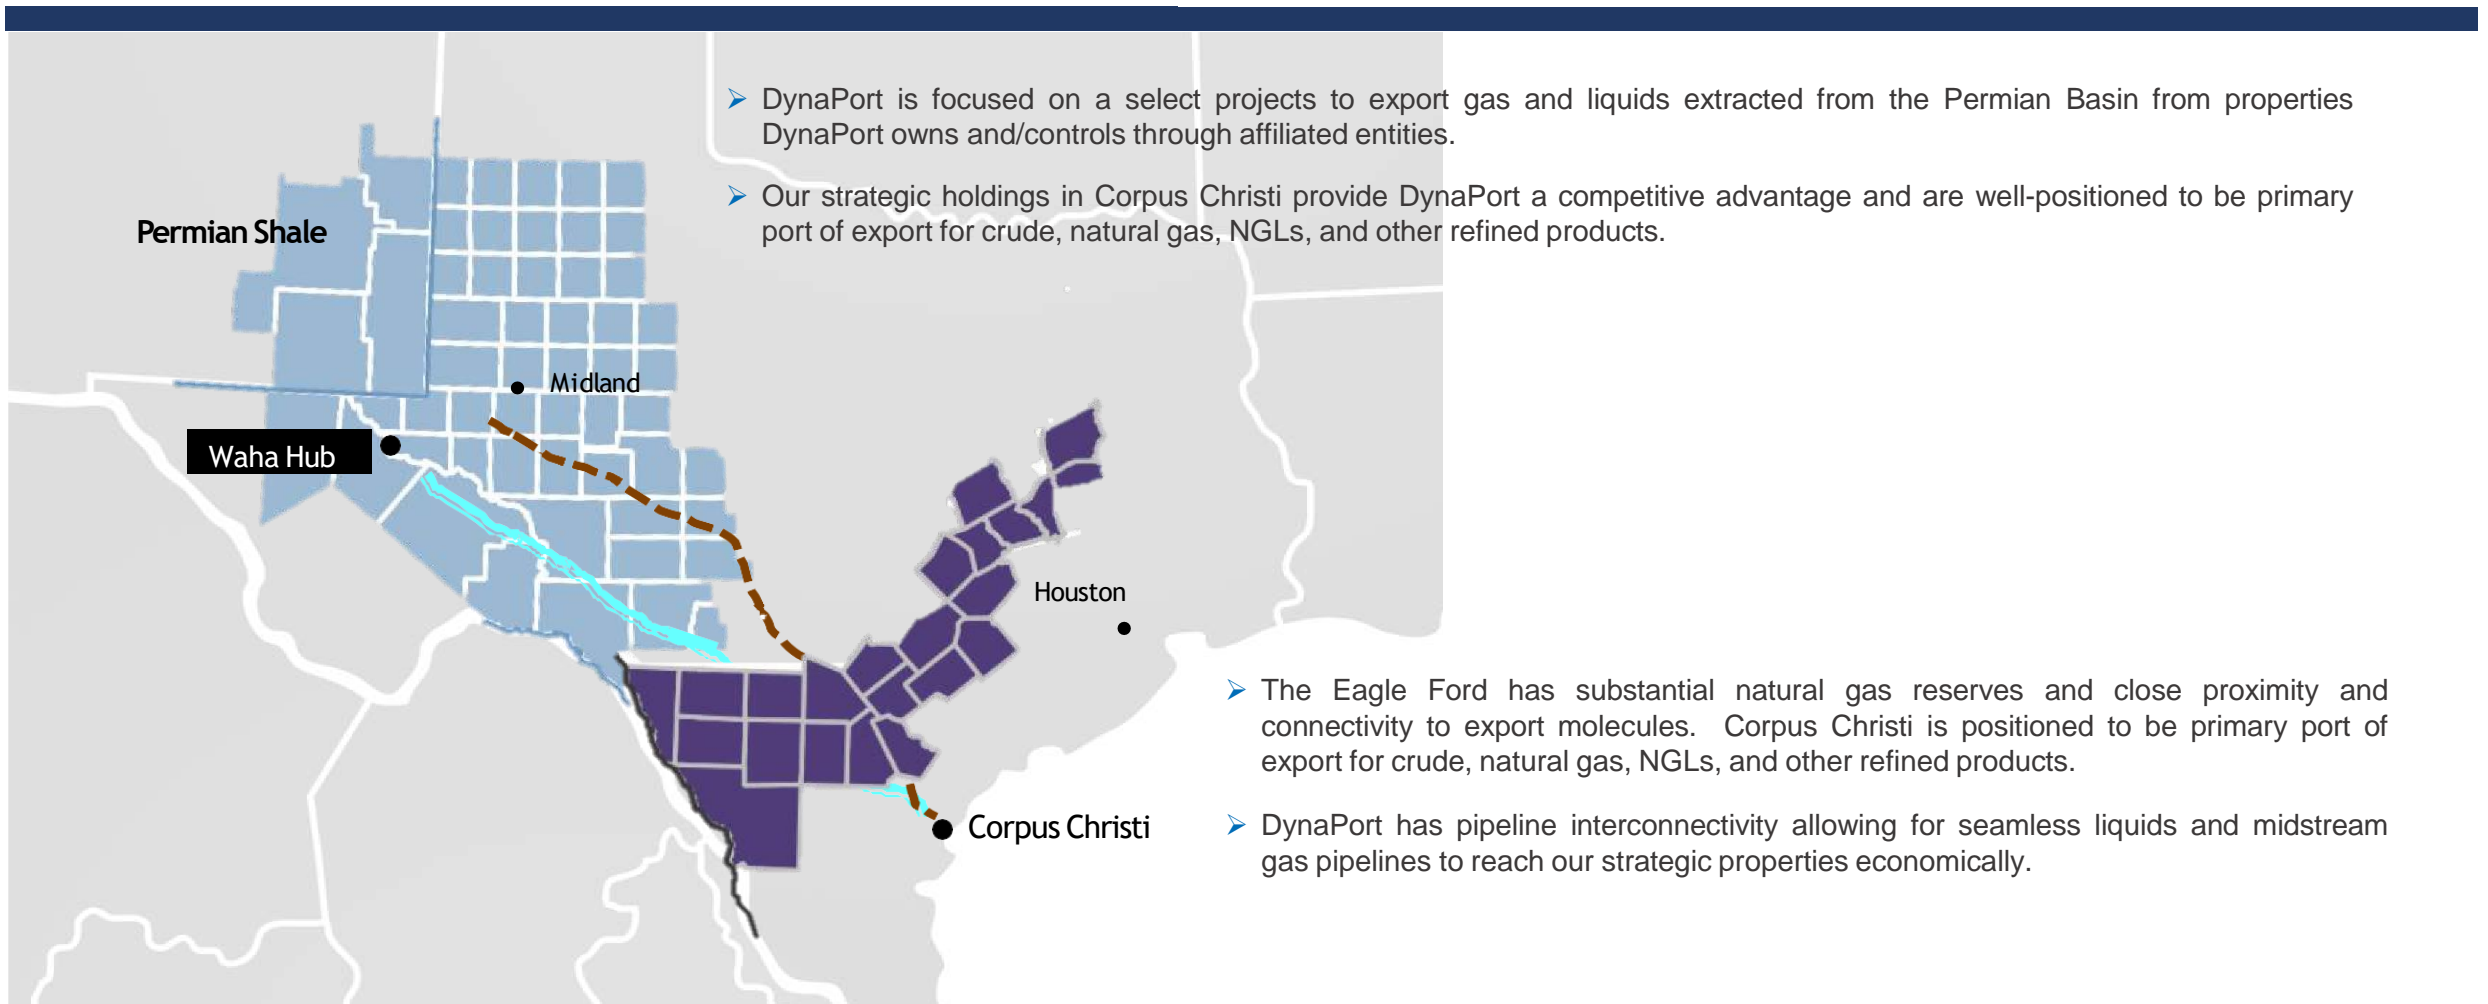 ➢ DynaPort is focused on a select projects to export gas and liquids extracted from the Permian Basin from properties
DynaPort owns and/controls through affiliated entities.
➢ Our strategic holdings in Corpus Christi provide DynaPort a competitive advantage and are well-positioned to be primary
port of export for crude, natural gas, NGLs, and other refined products.
Permian Shale
Midland
Waha Hub
Houston
➢ The Eagle Ford has substantial natural gas reserves and close proximity and
connectivity to export molecules. Corpus Christi is positioned to be primary port of
export for crude, natural gas, NGLs, and other refined products.
Corpus Christi
➢ DynaPort has pipeline interconnectivity allowing for seamless liquids and midstream
gas pipelines to reach our strategic properties economically.